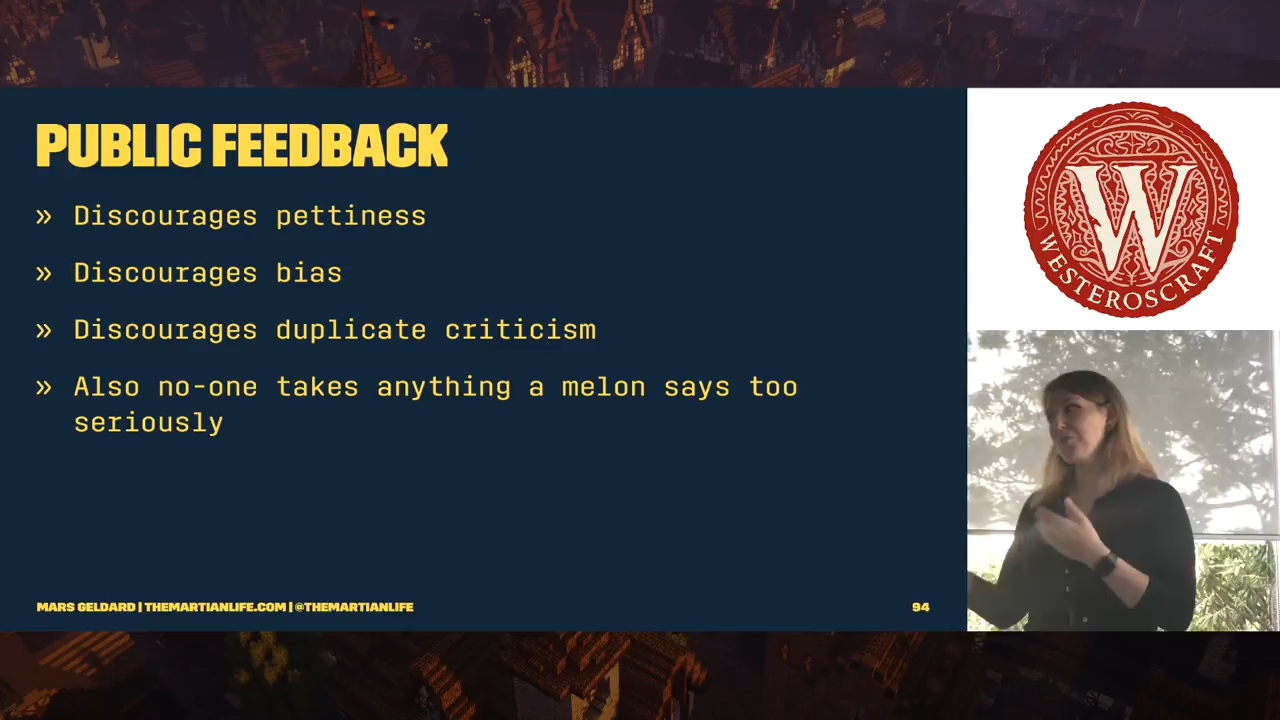 PUBLIC FEEDBACK
» Discourages pettiness
» Discourages bias
» Discourages duplicate criticism
» Also no-one takes anything a melon says too
seriously
MARS GELDARD | THEMARTIANLIFE.COM | @THEMARTIANLIFE
94
W
WESTEROSCRAFT